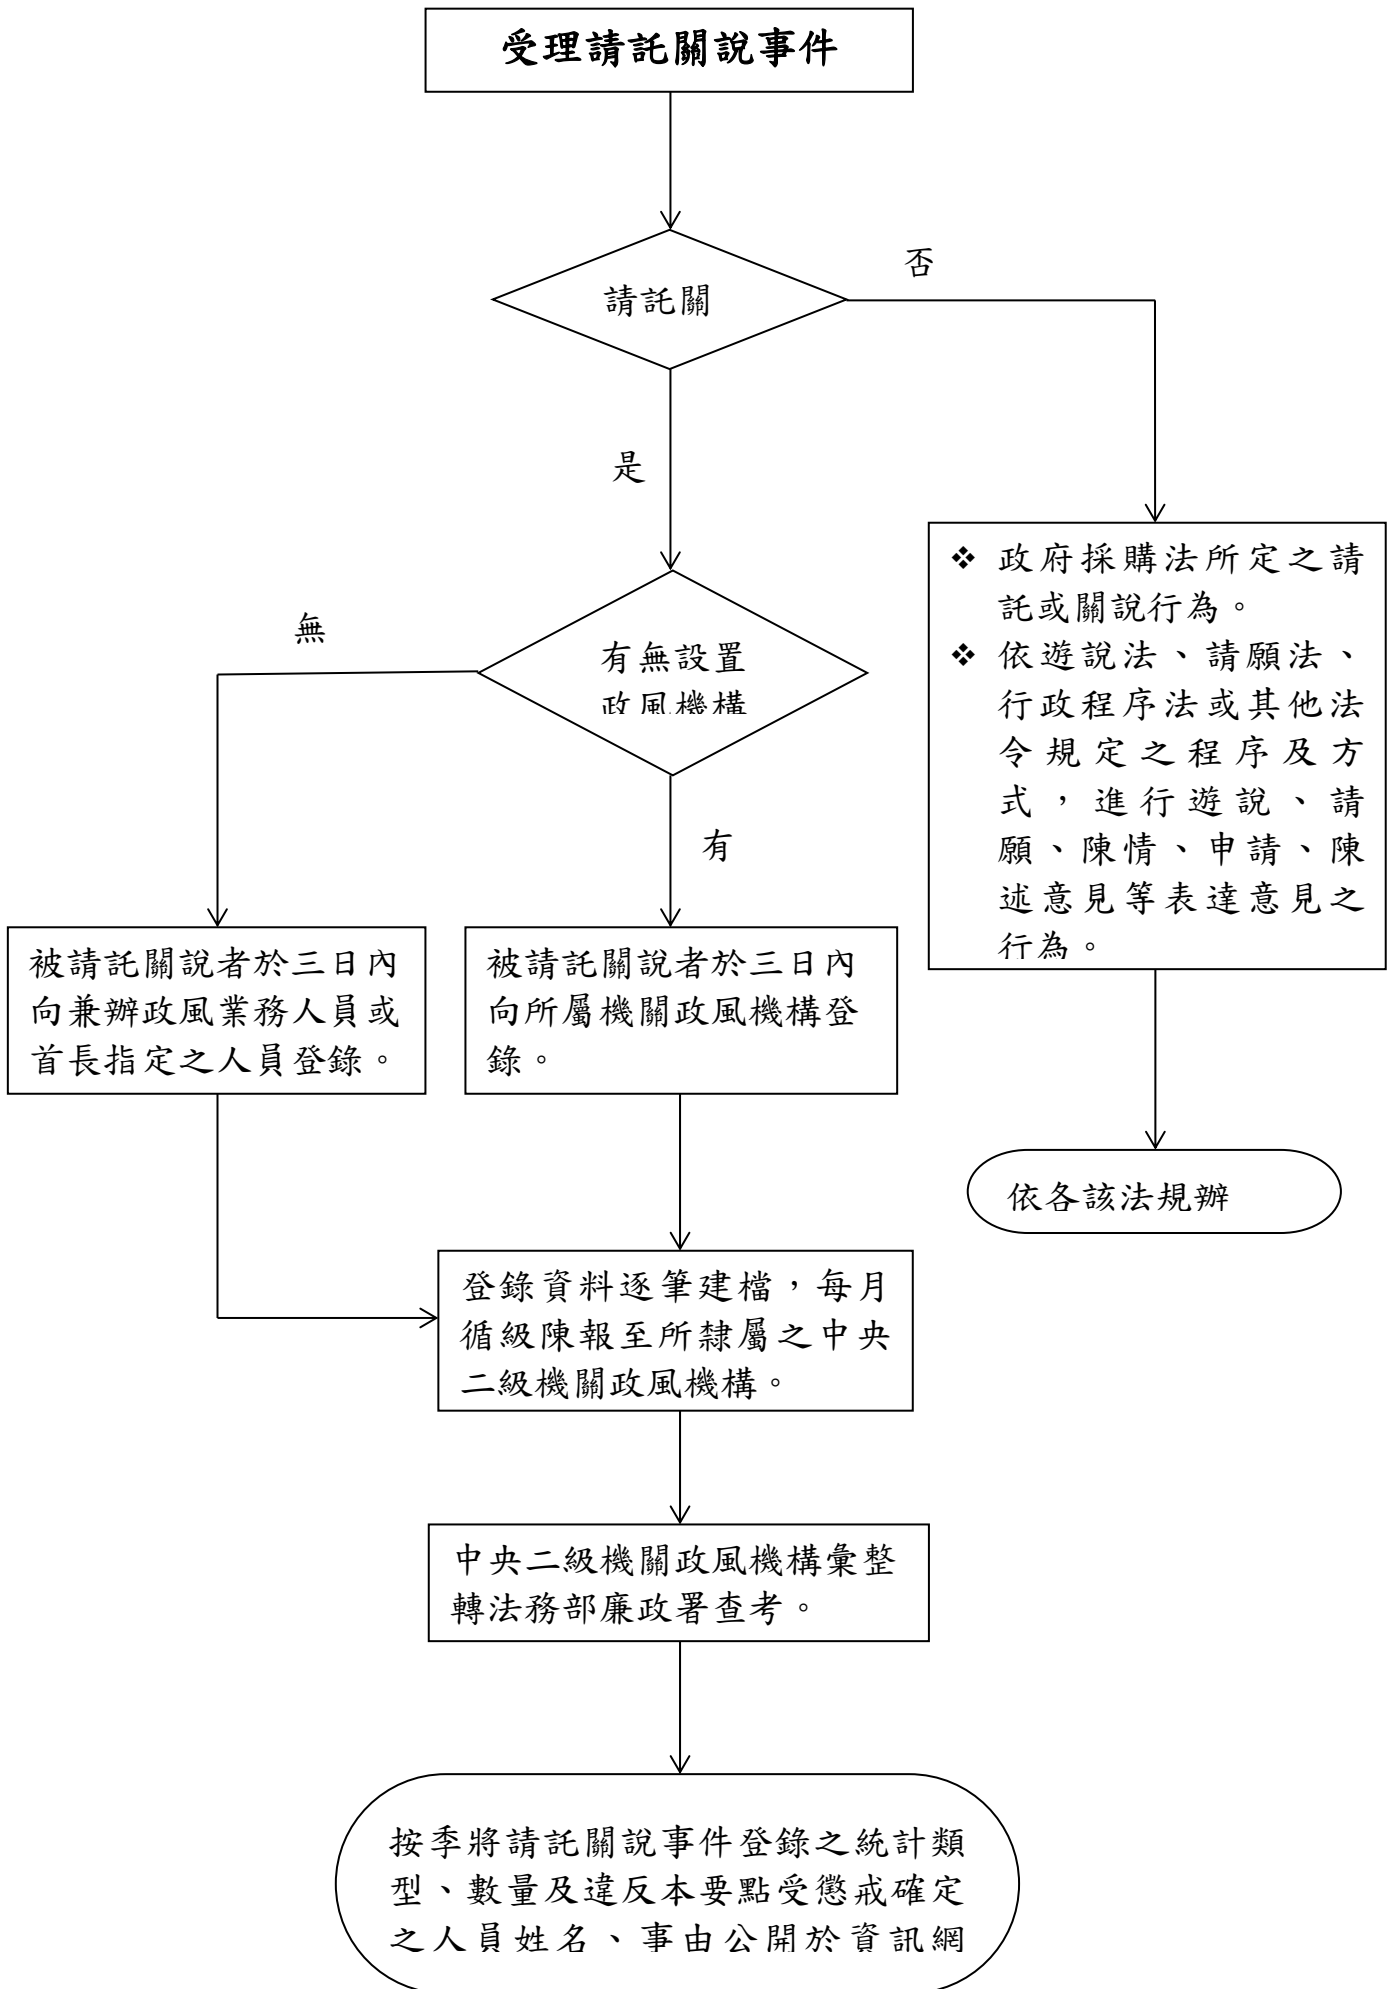 受理請託關說事件
請託關
否
是
有無設置
政風機構
無
有
❖ 政府採購法所定之請
託或關說行為。
❖ 依遊說法、請願法、
行政程序法或其他法
令規定之程序及方
式，進行遊說、請
願、陳情、申請、陳
述意見等表達意見之
行為。
被請託關說者於三日內
向兼辦政風業務人員或
首長指定之人員登錄。
被請託關說者於三日內
向所屬機關政風機構登
錄。
依各該法規辦
登錄資料逐筆建檔，每月
循級陳報至所隸屬之中央
二級機關政風機構。
中央二級機關政風機構彙整
轉法務部廉政署查考。
按季將請託關說事件登錄之統計類
型、數量及違反本要點受懲戒確定
之人員姓名、事由公開於資訊網